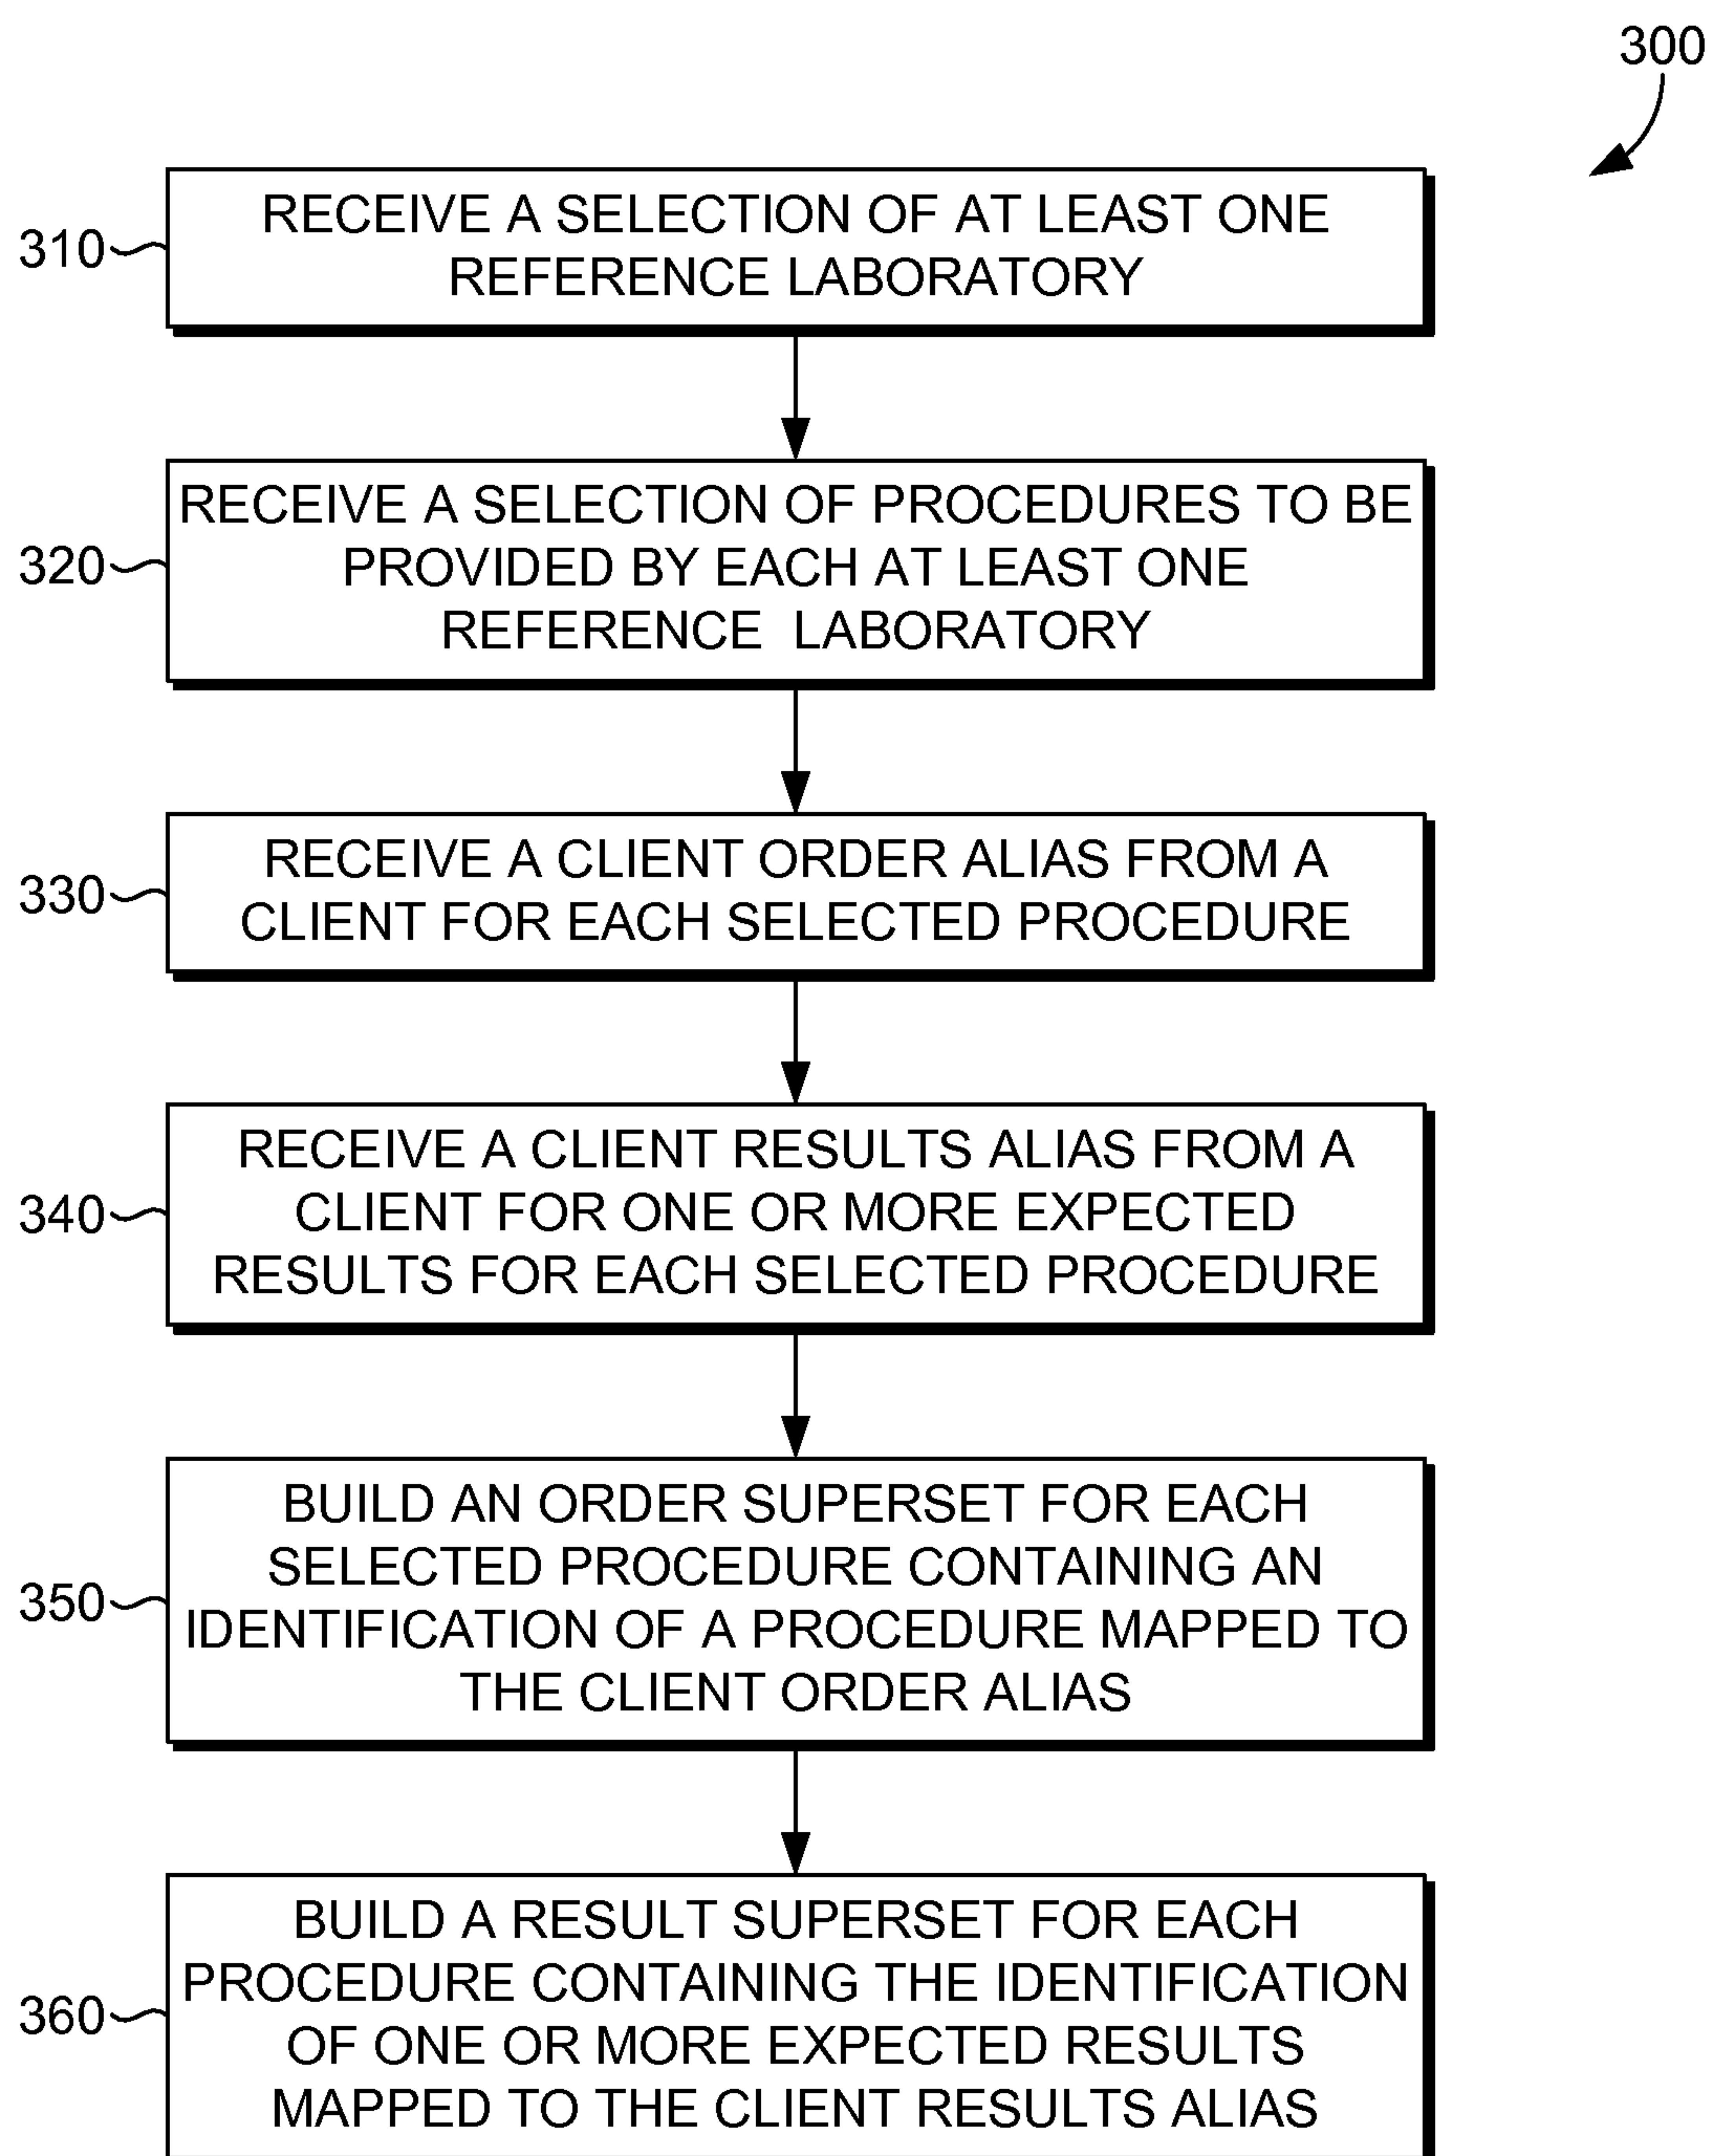 300
310
RECEIVE A SELECTION OF AT LEAST ONE
REFERENCE LABORATORY
320
RECEIVE A SELECTION OF PROCEDURES TO BE
PROVIDED BY EACH AT LEAST ONE
REFERENCE LABORATORY
330
RECEIVE A CLIENT ORDER ALIAS FROM A
CLIENT FOR EACH SELECTED PROCEDURE
340
RECEIVE A CLIENT RESULTS ALIAS FROM A
CLIENT FOR ONE OR MORE EXPECTED
RESULTS FOR EACH SELECTED PROCEDURE
350
BUILD AN ORDER SUPERSET FOR EACH
SELECTED PROCEDURE CONTAINING AN
IDENTIFICATION OF A PROCEDURE MAPPED TO
THE CLIENT ORDER ALIAS
360
BUILD A RESULT SUPERSET FOR EACH
PROCEDURE CONTAINING THE IDENTIFICATION
OF ONE OR MORE EXPECTED RESULTS
MAPPED TO THE CLIENT RESULTS ALIAS